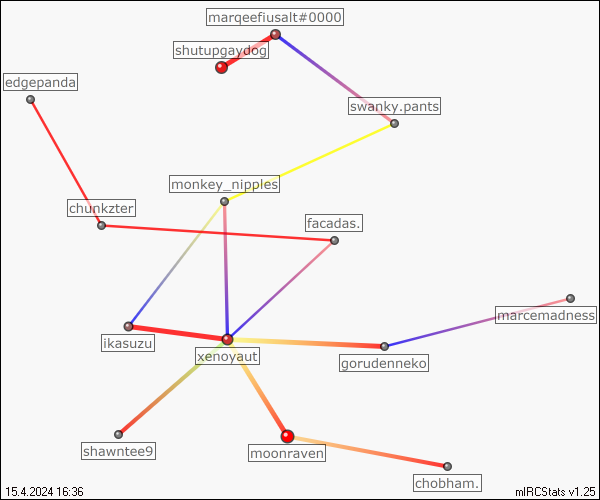 marqeefiusalt#0000
shutupgaydog
edgepanda
swanky.pants
monkey_nipples
chunkzter
facadas.
marcemadness
ikasuzu
xenoyaut
gorudenneko
shawntee9
moonraven
chobham.
15.4.2024 16:36
mIRCStats v1.25